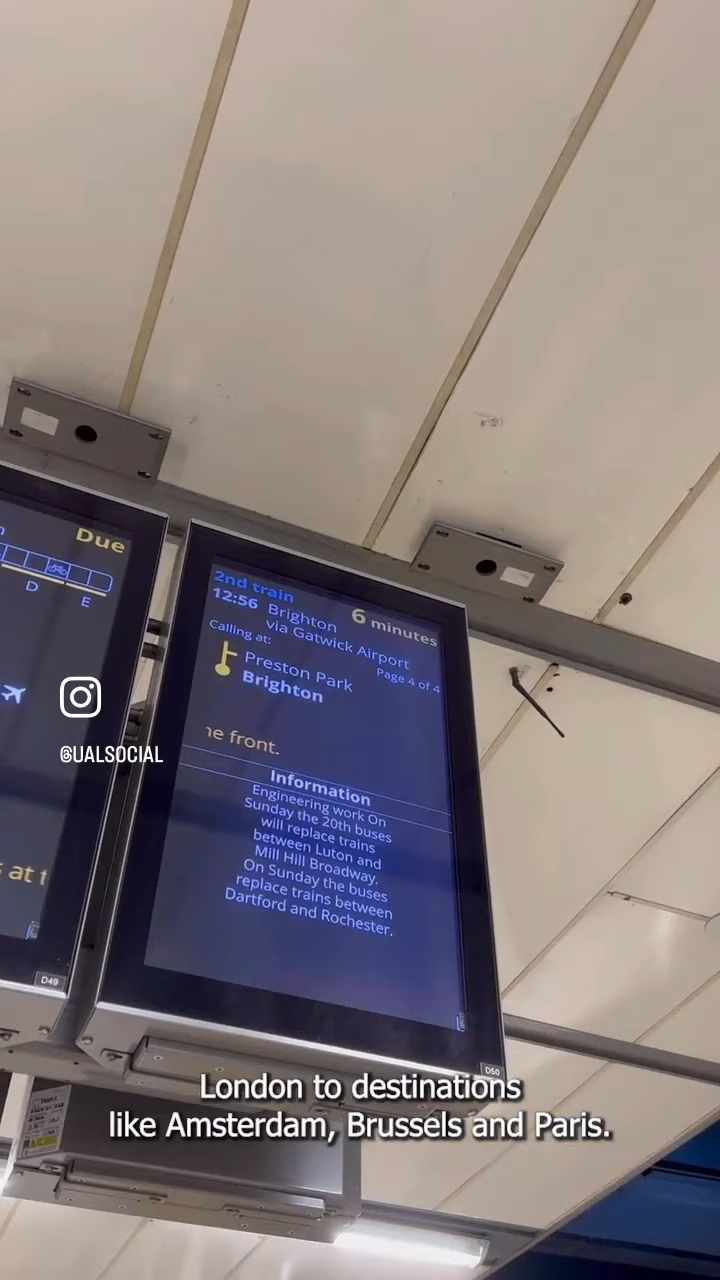 Due
D
E
2nd train
12:56 Brighton 6 minutes
via Gatwick Airport
Calling at:
Page 4 of 4
Preston Park
Brighton
e front.
Information
Engineering work On
Sunday the 20th buses
will replace trains
between Luton and
Mill Hill Broadway.
On Sunday the buses
replace trains between
Dartford and Rochester.
@UALSOCIAL
s at t
D49
D50
London to destinations
like Amsterdam, Brussels and Paris.